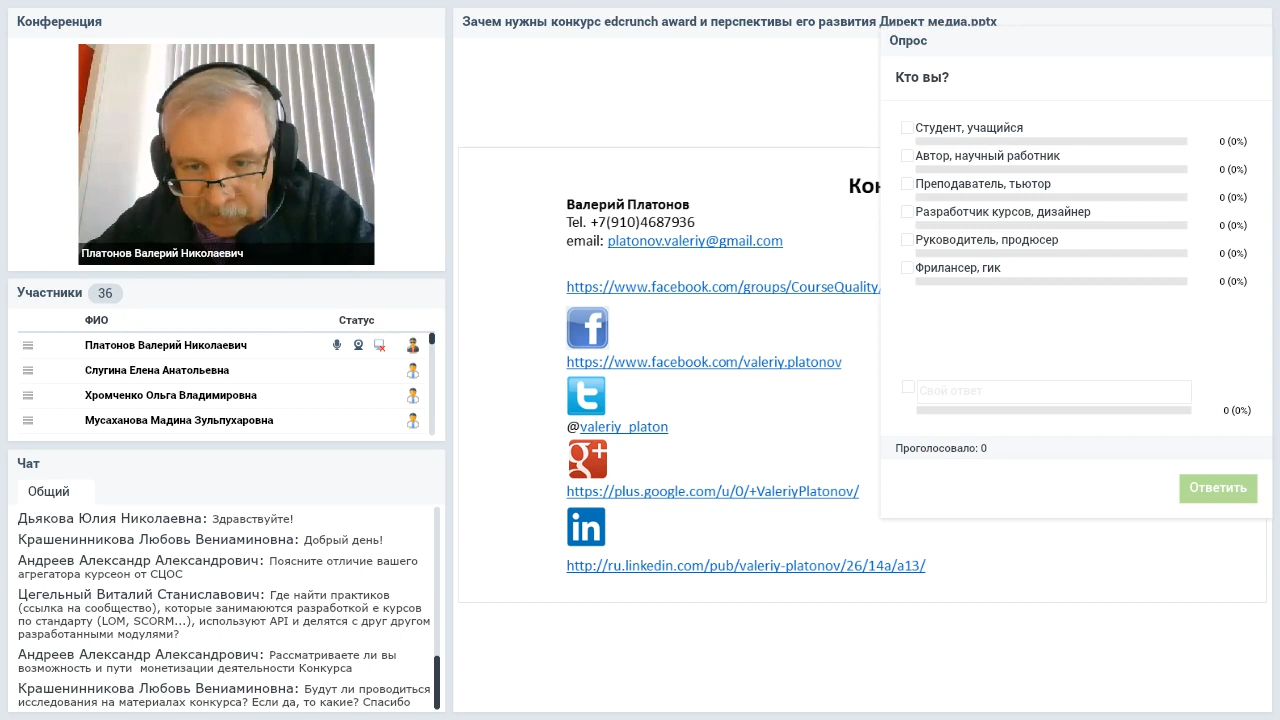 Конференция
Платонов Валерий Николаевич
Участники 36
ФИО Статус
Платонов Валерий Николаевич
Слугина Елена Анатольевна
Хромченко Ольга Владимировна
Мусаханова Мадина Зульпухаровна
Чат
Общий
Дьякова Юлия Николаевна: Здравствуйте!
Крашенинникова Любовь Вениаминовна: Добрый день!
Андреев Александр Александрович: Поясните отличие вашего
агрегатора курсеон от СЦОС
Цегельный Виталий Станиславович: Где найти практиков
(ссылка на сообщество), которые занимаюются разработкой е курсов
по стандарту (LOM, SCORM...), используют API и делятся с друг другом
разработанными модулями?
Андреев Александр Александрович: Рассматриваете ли вы
возможность и пути монетизации деятельности Конкурса
Крашенинникова Любовь Вениаминовна: Будут ли проводиться
исследования на материалах конкурса? Если да, то какие? Спасибо
Зачем нужны конкурс edcrunch award и перспективы его развития Директ медиа.pptx
Кон
Валерий Платонов
Tel. +7(910)4687936
email: platonov.valeriy@gmail.com
https://www.facebook.com/groups/CourseQuality/
f
https://www.facebook.com/valeriy.platonov
t
@valeriy_platon
g+
https://plus.google.com/u/0/+ValeriyPlatonov/
in
http://ru.linkedin.com/pub/valeriy-platonov/26/14a/a13/
Опрос
Кто вы?
Студент, учащийся
0 (0%)
Автор, научный работник
0 (0%)
Преподаватель, тьютор
0 (0%)
Разработчик курсов, дизайнер
0 (0%)
Руководитель, продюсер
0 (0%)
Фрилансер, гик
0 (0%)
Свой ответ
0 (0%)
Проголосовало: 0
Ответить